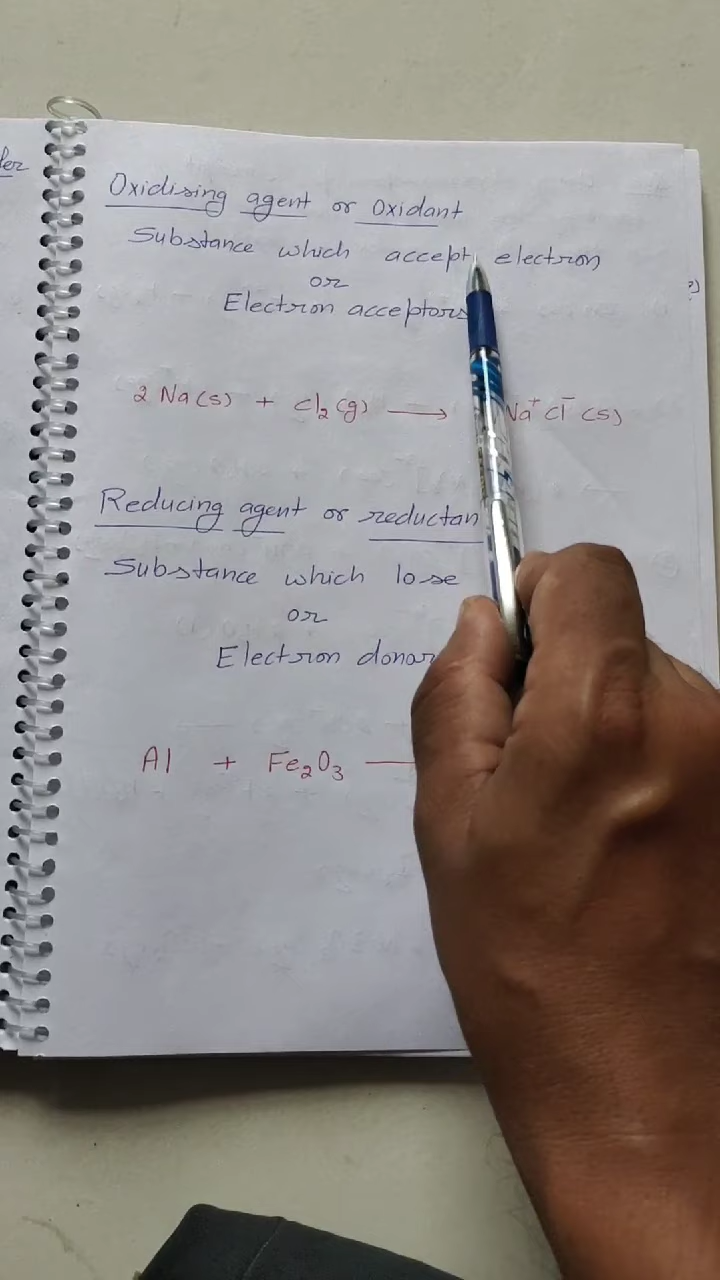 Oxidising agent or Oxidant
Substance which accept electron
or
Electron acceptors
2 Na(s) + Cl₂(g) ⟶ Na⁺Cl⁻(s)
Reducing agent or reductan
Substance which lose
or
Electron donar
Al + Fe₂O₃ —